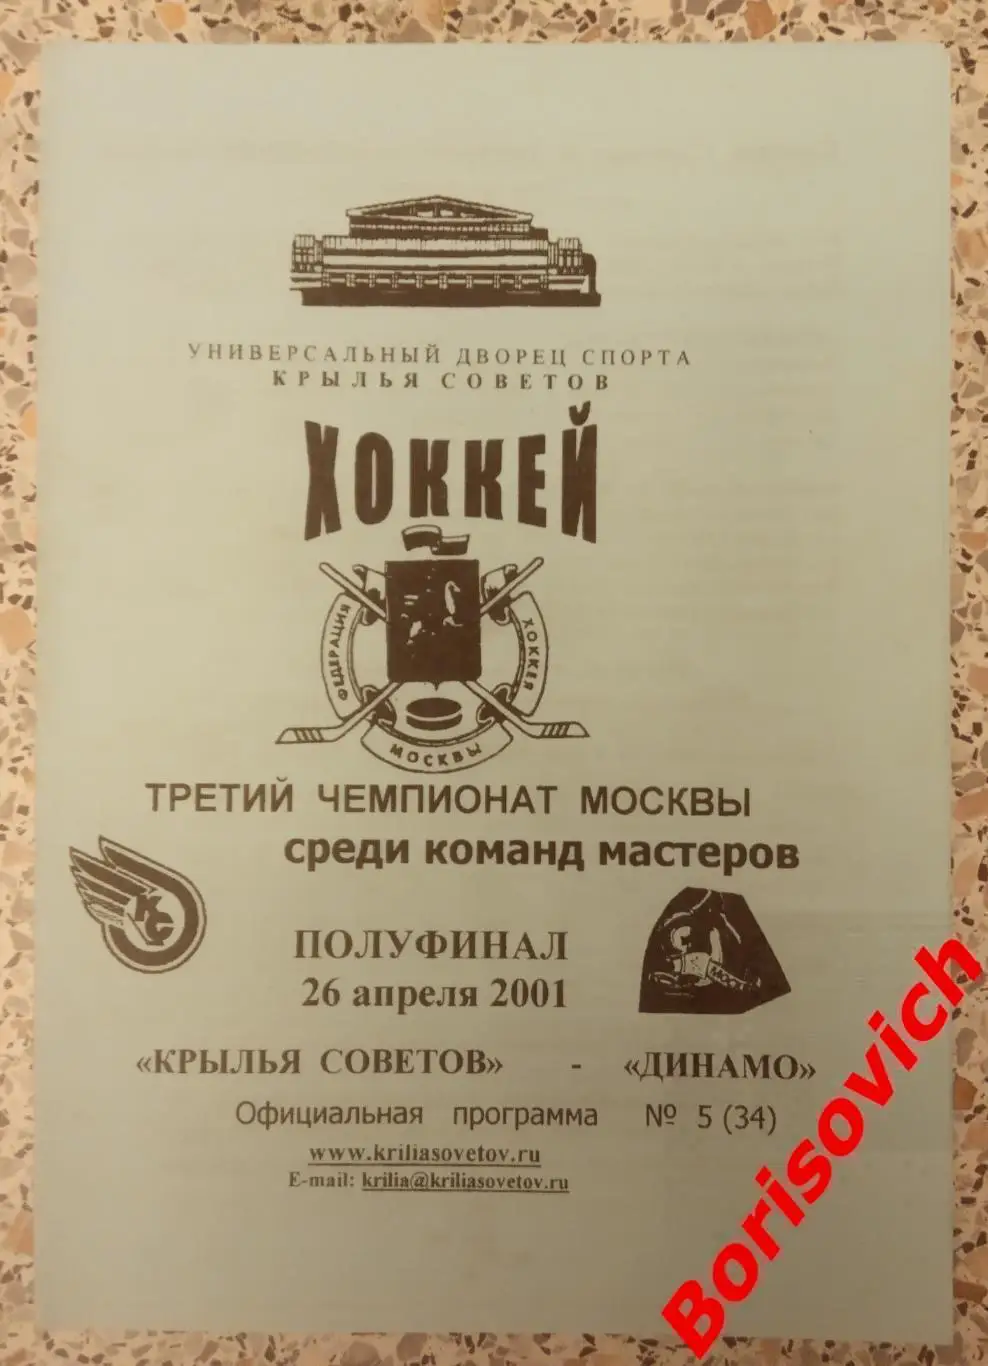 УНИВЕРСАЛЬНЫЙ ДВОРЕЦ СПОРТА
КРЫЛЬЯ СОВЕТОВ
ХОККЕЙ
ФЕДЕРАЦИЯ
ХОККЕЯ
МОСКВЫ
ТРЕТИЙ ЧЕМПИОНАТ МОСКВЫ
среди команд мастеров
КС
ПОЛУФИНАЛ
26 апреля 2001
«КРЫЛЬЯ СОВЕТОВ» - «ДИНАМО»
Официальная программа № 5 (34)
www.kriliasovetov.ru
E-mail: krilia@kriliasovetov.ru
Borisovich